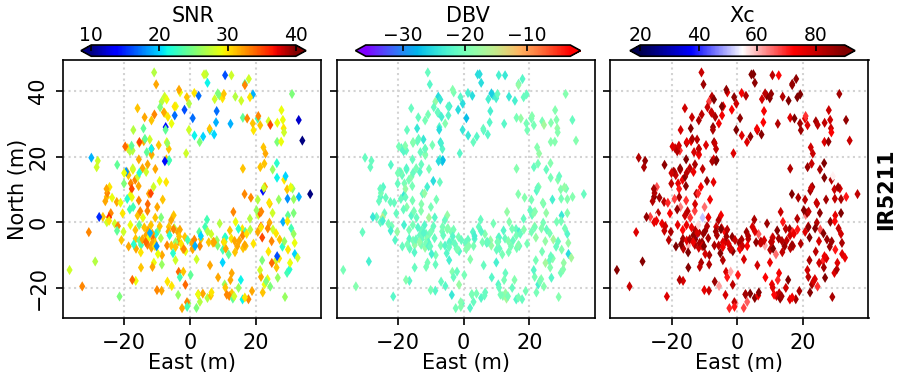 SNR DBV Xc
10 20 30 40 −30 −20 −10 20 40 60 80
40
20
0
−20
North (m)
IR5211
−20 0 20 −20 0 20 −20 0 20
East (m) East (m) East (m)